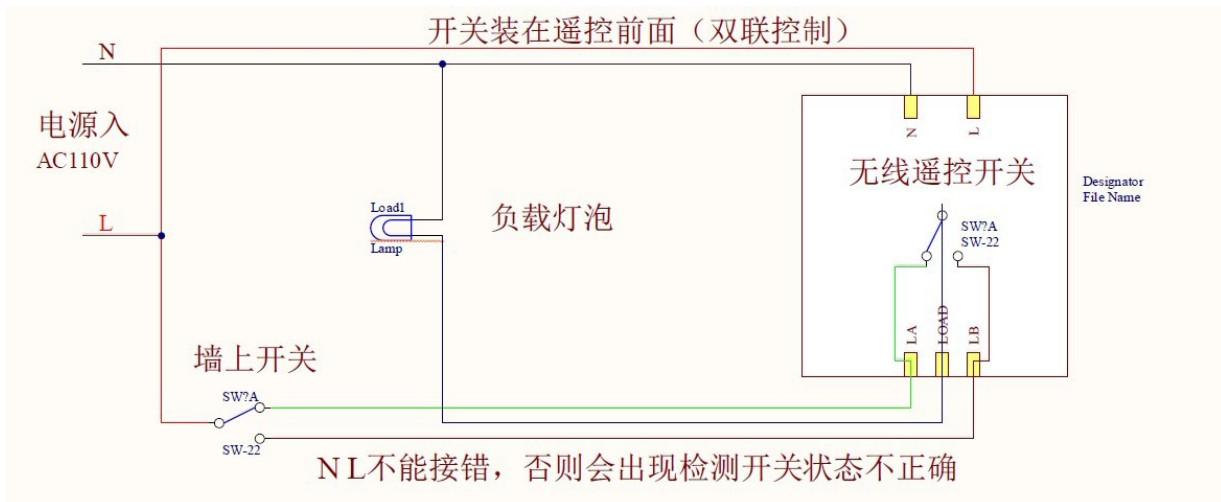 开关装在遥控前面（双联控制）
N
电源入
AC110V
L
Load1
Lamp
负载灯泡
N
L
无线遥控开关
Designator
File Name
SW?A
SW-22
LA
LOAD
LB
墙上开关
SW?A
SW-22
N L不能接错，否则会出现检测开关状态不正确